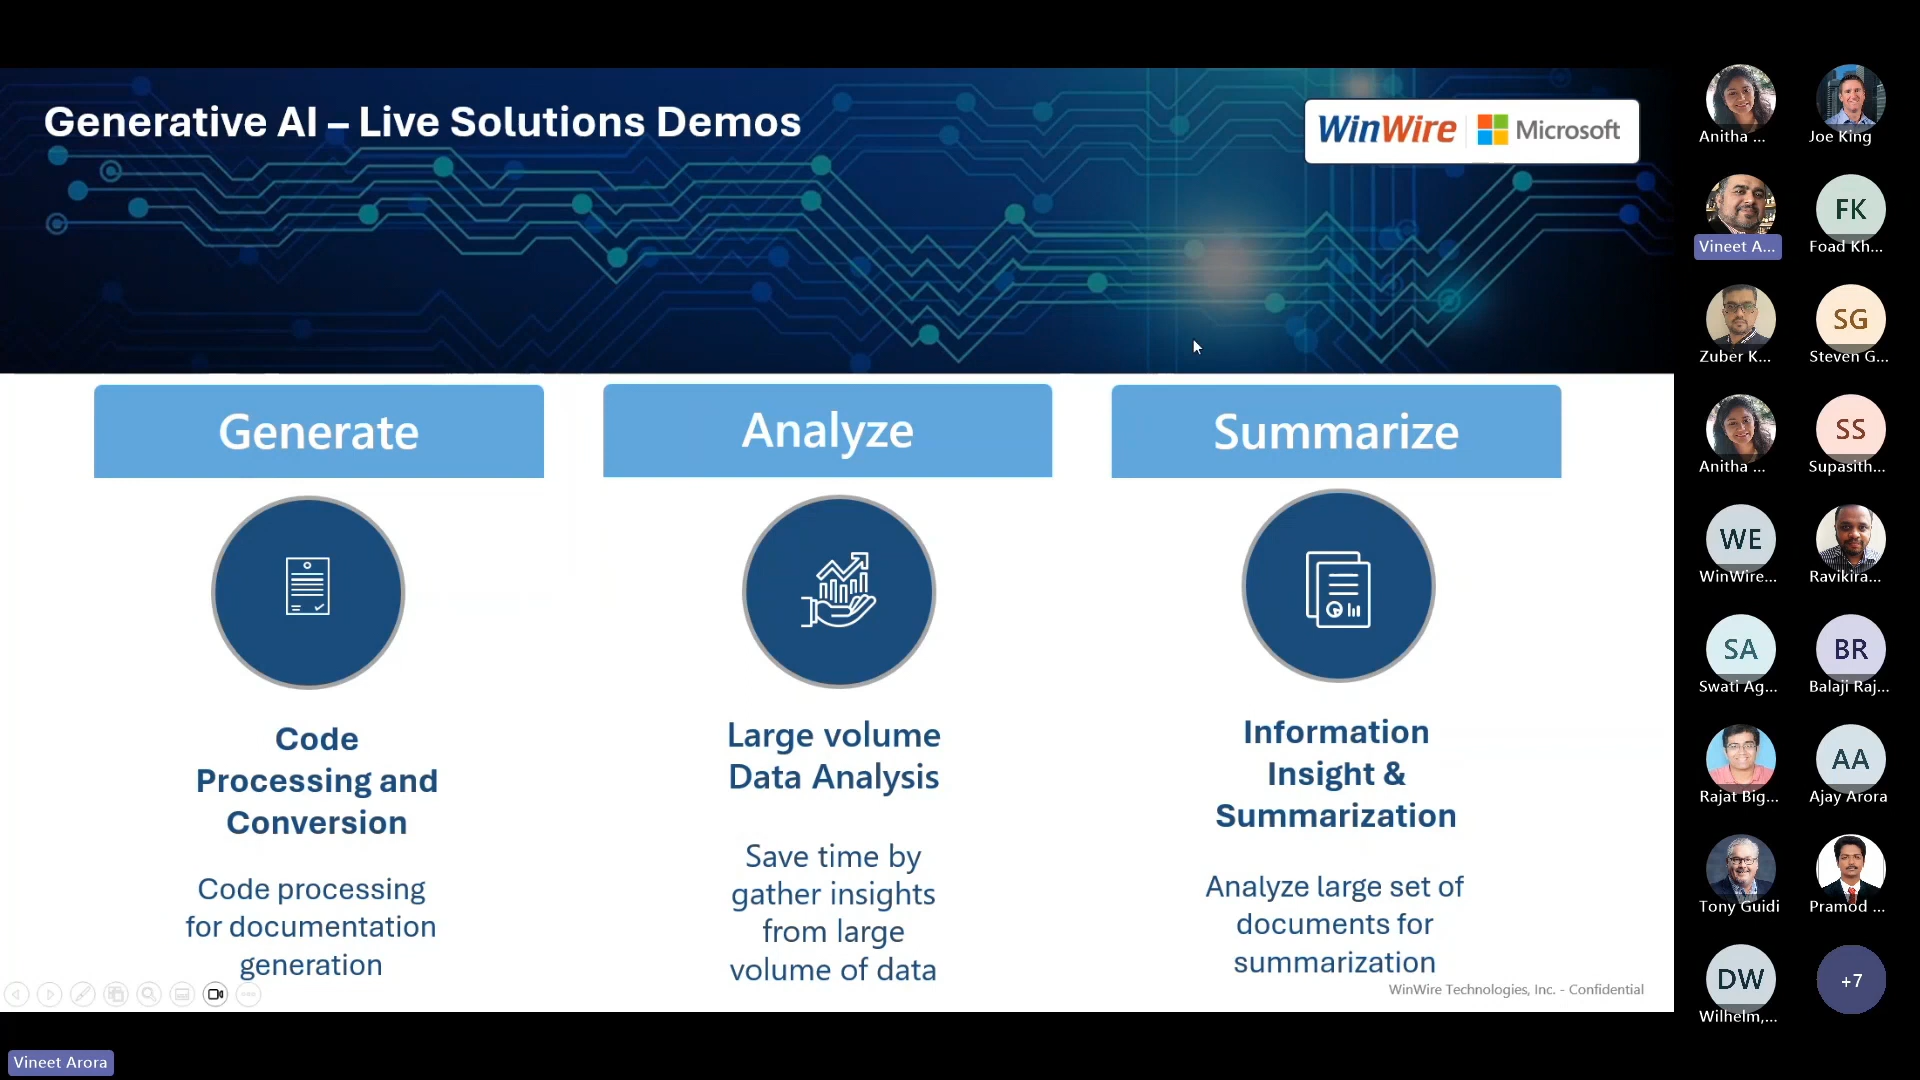 Generative AI – Live Solutions Demos
WinWire | Microsoft
Generate
Analyze
Summarize
Code
Processing and
Conversion
Code processing
for documentation
generation
Large volume
Data Analysis
Save time by
gather insights
from large
volume of data
Information
Insight &
Summarization
Analyze large set of
documents for
summarization
WinWire Technologies, Inc. - Confidential
Vineet Arora
Anitha ...
Joe King
Vineet A...
FK
Foad Kh...
Zuber K...
SG
Steven G...
Anitha ...
SS
Supasith...
WE
WinWire...
Ravikira...
SA
Swati Ag...
BR
Balaji Raj...
Rajat Big...
AA
Ajay Arora
Tony Guidi
Pramod ...
DW
Wilhelm,...
+7